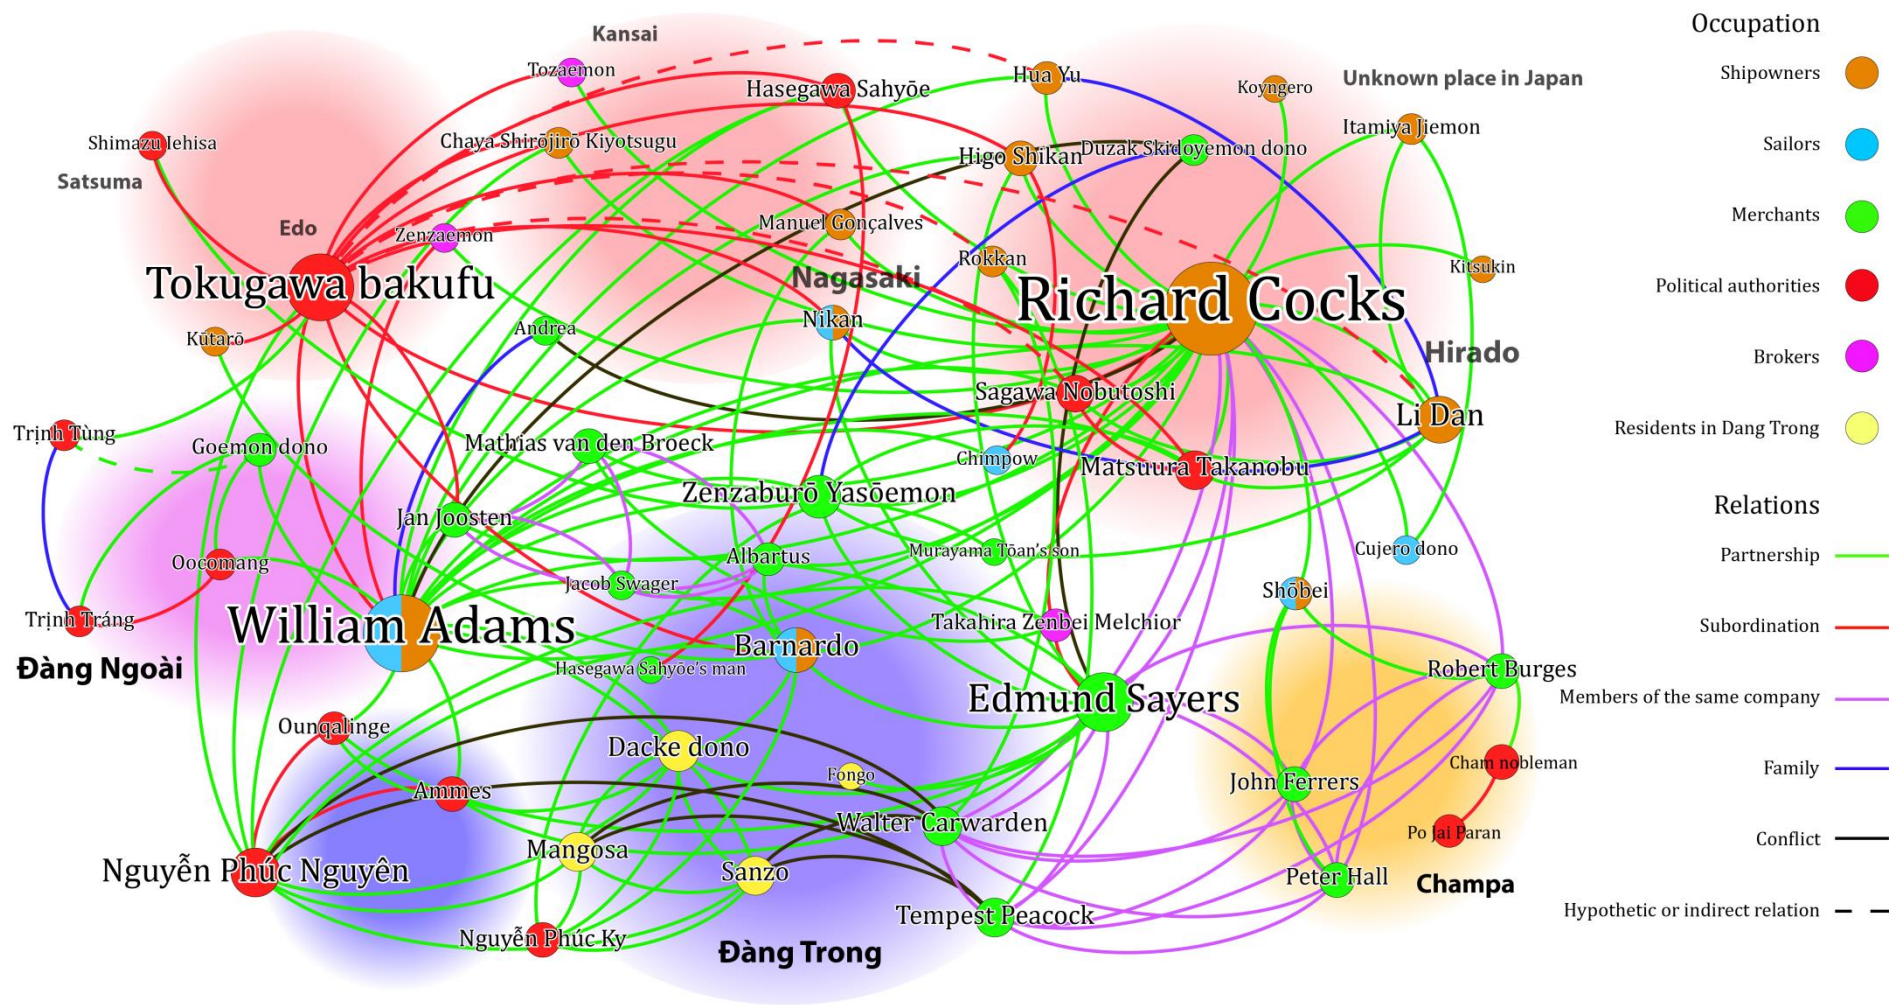 Kansai
Occupation
Tozaemon
Hua Yu
Hasegawa Sahyōe
Koyngero
Unknown place in Japan
Shipowners
Shimazu Iehisa
Chaya Shirōjirō Kiyotsugu
Higo Shikan
Duzak Skidoyemon dono
Itamiya Jiemon
Sailors
Satsuma
Edo
Zenzaemon
Manuel Gonçalves
Merchants
Rokkan
Kitsukin
Tokugawa bakufu
Nagasaki
Richard Cocks
Political authorities
Kūtarō
Andrea
Nikan
Hirado
Brokers
Sagawa Nobutoshi
Li Dan
Trịnh Tùng
Goemon dono
Mathias van den Broeck
Chimpow
Matsuura Takanobu
Residents in Dang Trong
Zenzaburō Yasōemon
Relations
Jan Joosten
Oocomang
Albartus
Murayama Tōan's son
Cujero dono
Partnership
Jacob Swager
Shōbei
Trịnh Tráng
William Adams
Takahira Zenbei Melchior
Subordination
Đàng Ngoài
Barnardo
Hasegawa Sahyōe's man
Robert Burges
Edmund Sayers
Members of the same company
Ounqalinge
Dacke dono
Fongo
Cham nobleman
Family
Ammes
John Ferrers
Walter Carwarden
Po Jai Paran
Conflict
Nguyễn Phúc Nguyên
Mangosa
Sanzo
Peter Hall
Champa
Tempest Peacock
Hypothetic or indirect relation
Nguyễn Phúc Ky
Đàng Trong